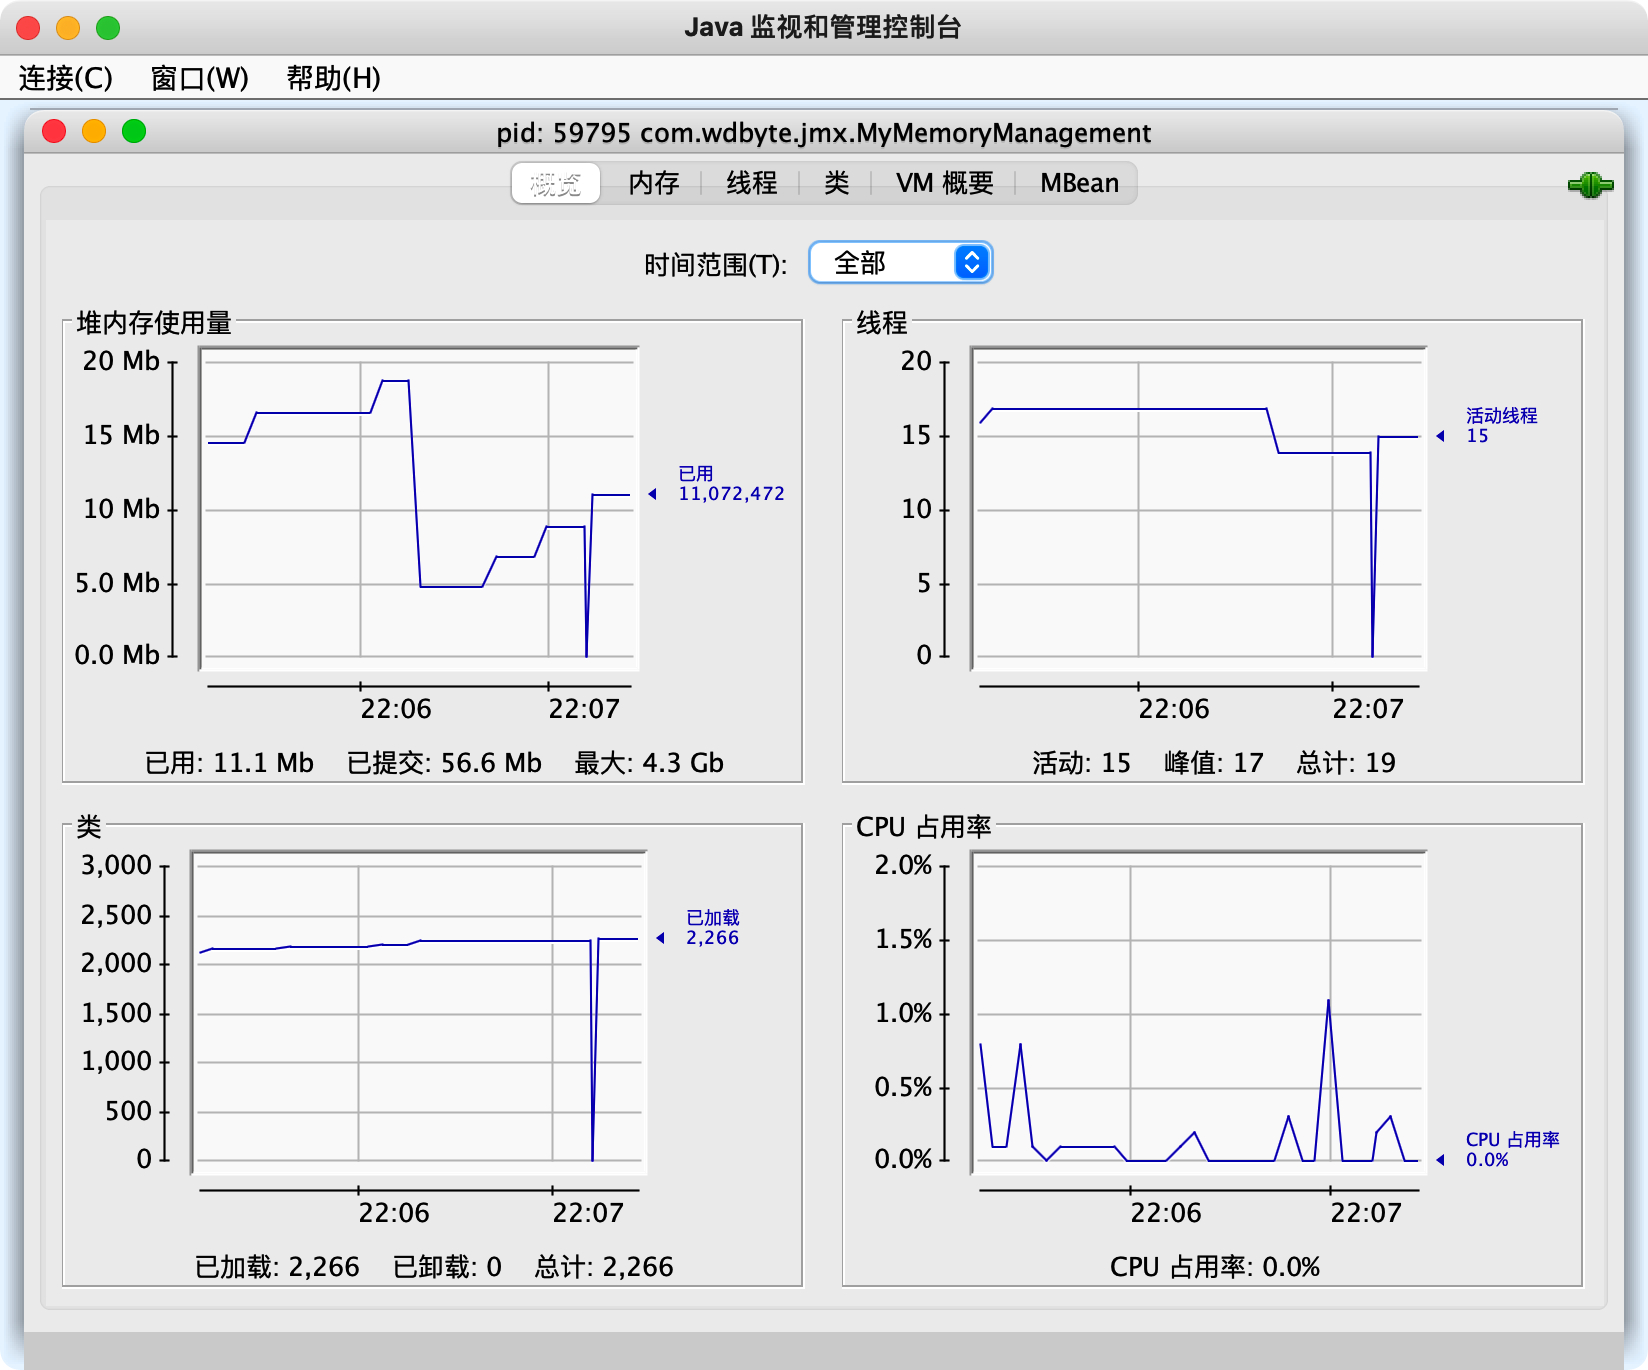 Java 监视和管理控制台
连接(C) 窗口(W) 帮助(H)
pid: 59795 com.wdbyte.jmx.MyMemoryManagement
概览 内存 线程 类 VM 概要 MBean
时间范围(T): 全部
堆内存使用量
20 Mb
15 Mb
10 Mb
5.0 Mb
0.0 Mb
已用
11,072,472
22:06 22:07
已用: 11.1 Mb 已提交: 56.6 Mb 最大: 4.3 Gb
线程
20
15
10
5
0
活动线程
15
22:06 22:07
活动: 15 峰值: 17 总计: 19
类
3,000
2,500
2,000
1,500
1,000
500
0
已加载
2,266
22:06 22:07
已加载: 2,266 已卸载: 0 总计: 2,266
CPU 占用率
2.0%
1.5%
1.0%
0.5%
0.0%
CPU 占用率
0.0%
22:06 22:07
CPU 占用率: 0.0%